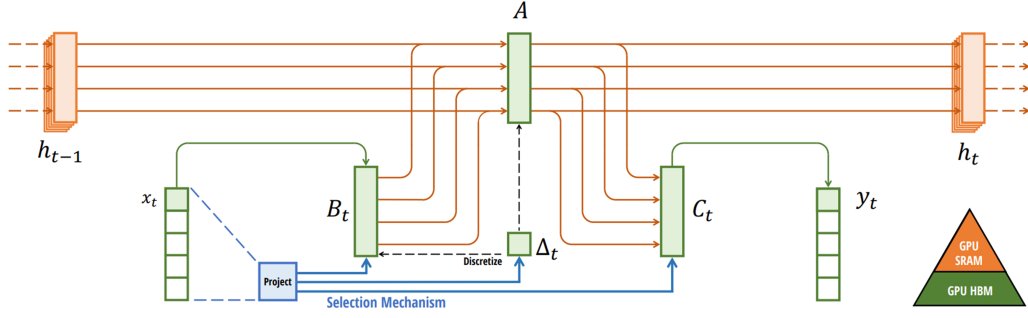 A
h_{t-1}
h_t
x_t
B_t
C_t
y_t
Δ_t
Discretize
Project
Selection Mechanism
GPU
SRAM
GPU HBM